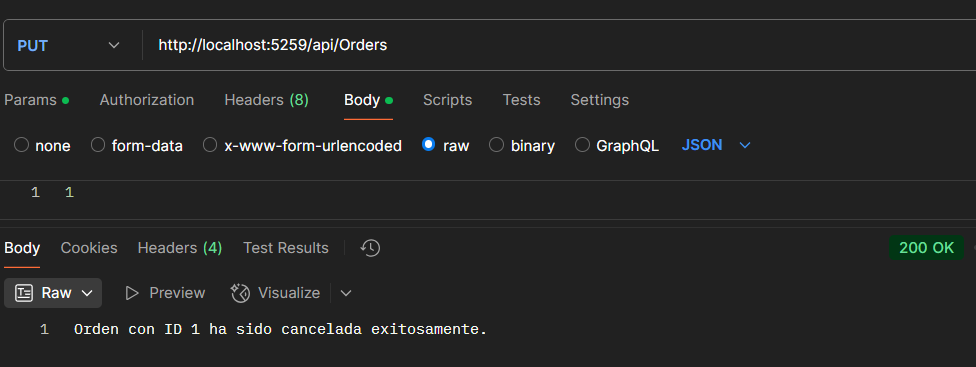 PUT http://localhost:5259/api/Orders
Params Authorization Headers (8) Body Scripts Tests Settings
none form-data x-www-form-urlencoded raw binary GraphQL JSON
1 1
Body Cookies Headers (4) Test Results 200 OK
Raw Preview Visualize
1 Orden con ID 1 ha sido cancelada exitosamente.